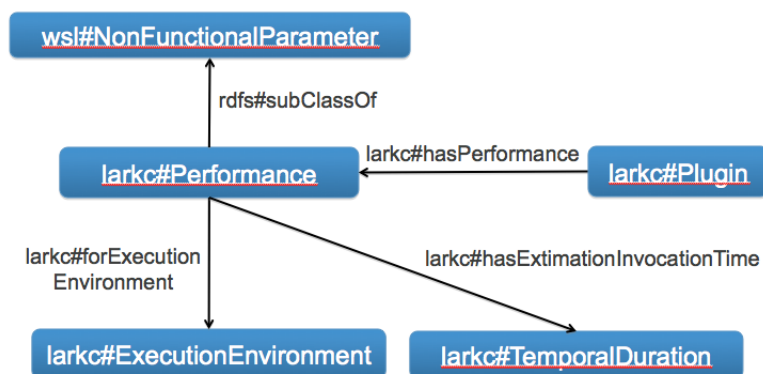 wsl#NonFunctionalParameter
rdfs#subClassOf
larkc#hasPerformance
larkc#Performance
larkc#Plugin
larkc#forExecution
Environment
larkc#hasExtimationInvocationTime
larkc#ExecutionEnvironment
larkc#TemporalDuration